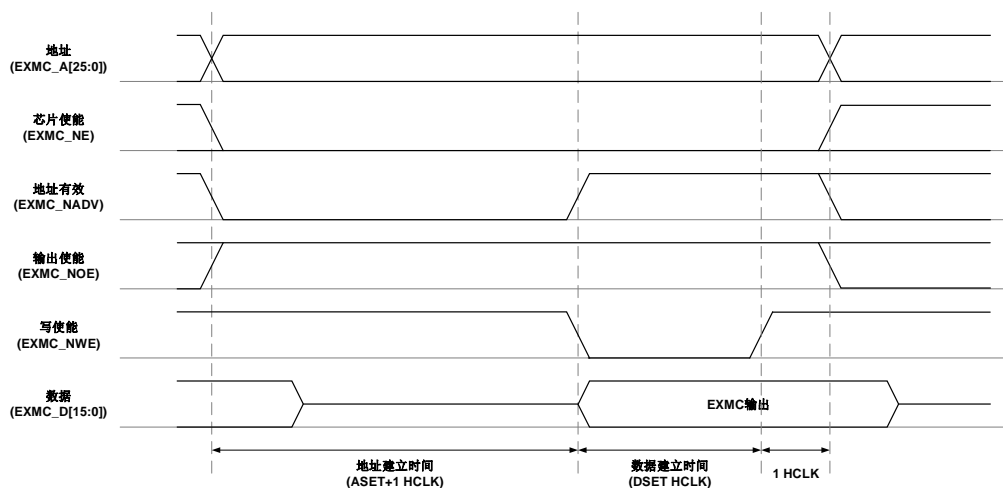 地址
(EXMC_A[25:0])
芯片使能
(EXMC_NE)
地址有效
(EXMC_NADV)
输出使能
(EXMC_NOE)
写使能
(EXMC_NWE)
数据
(EXMC_D[15:0])
EXMC输出
地址建立时间
(ASET+1 HCLK)
数据建立时间
(DSET HCLK)
1 HCLK